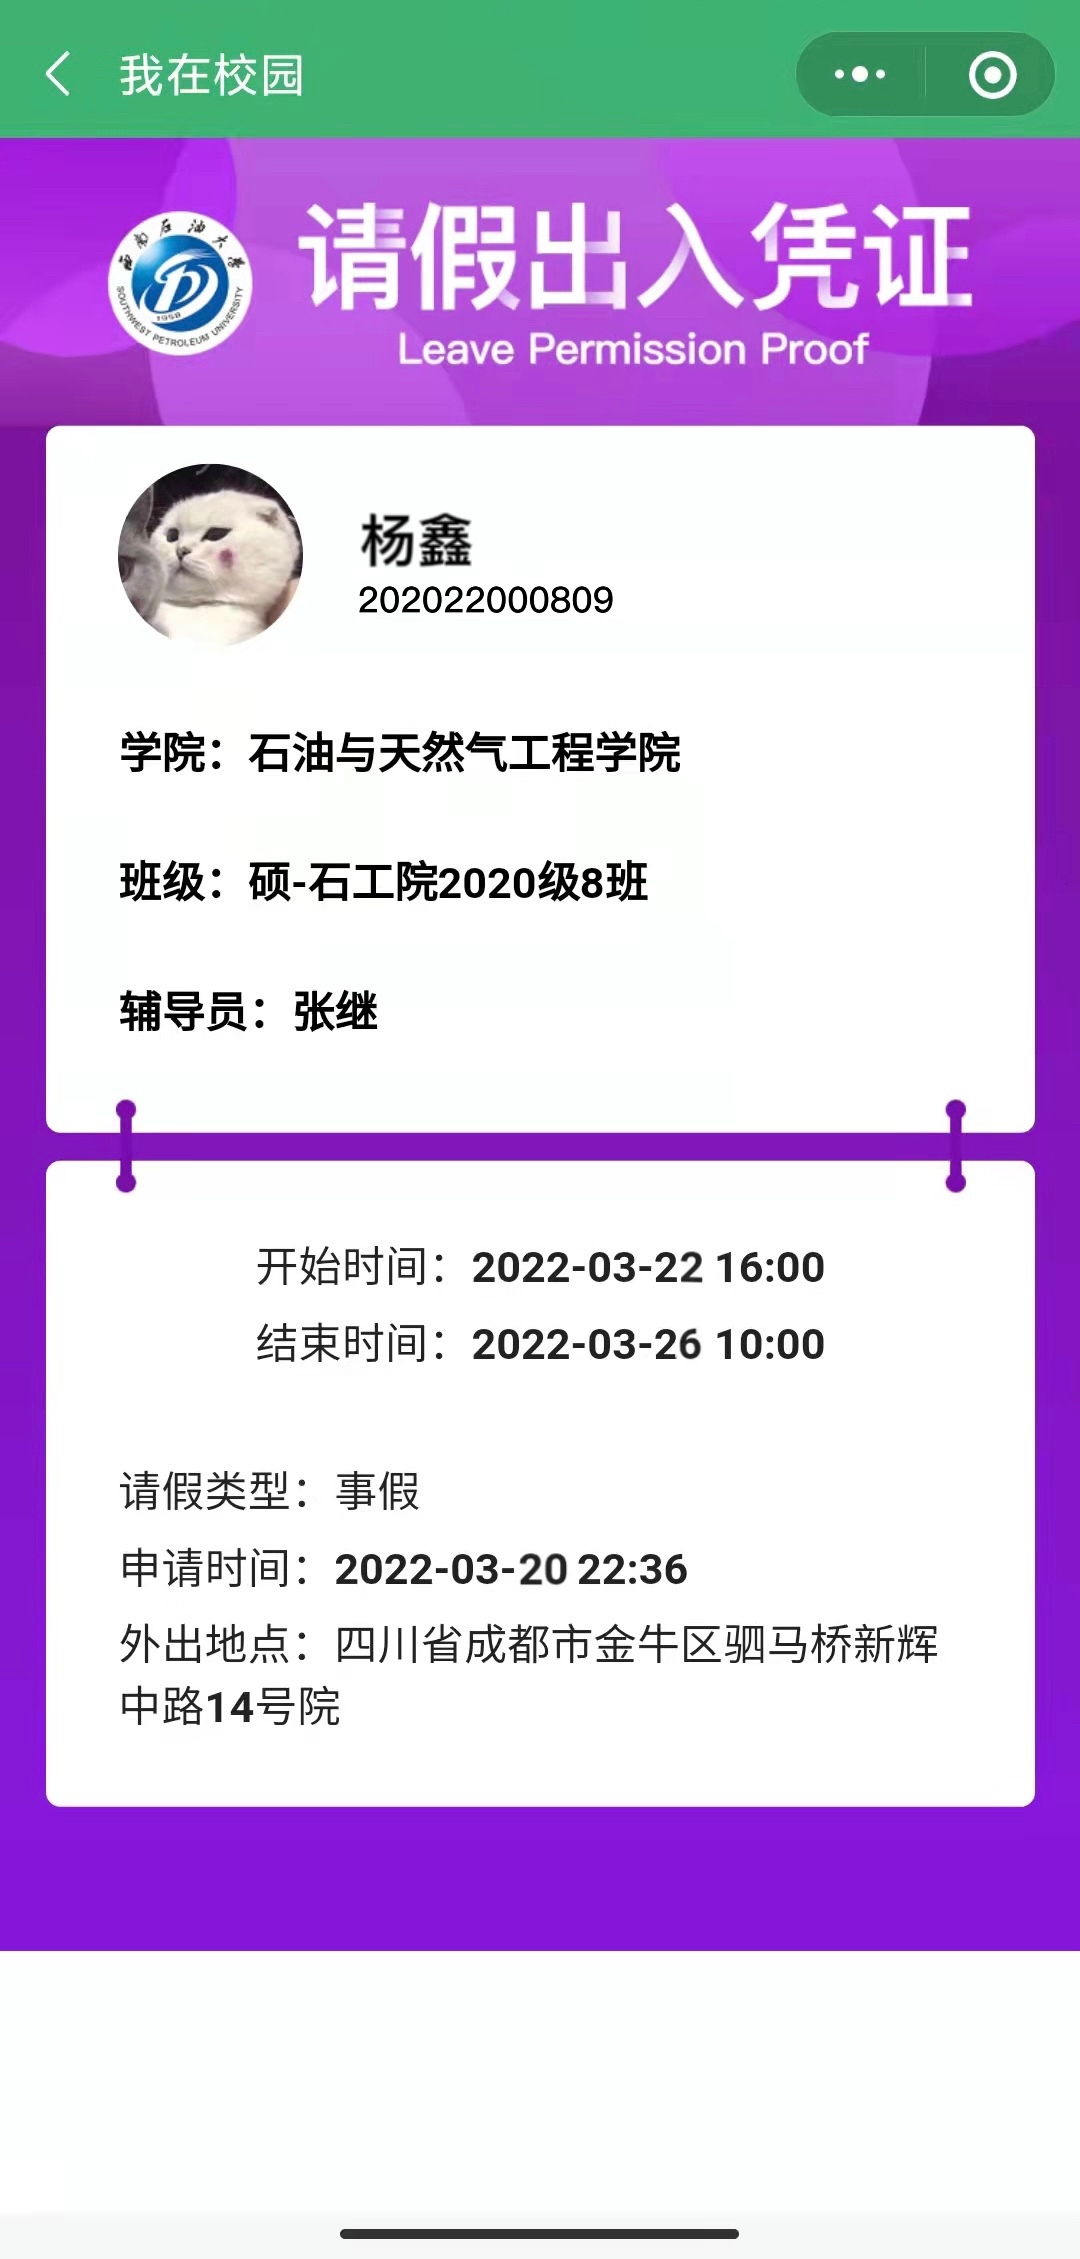 我在校园
西南石油大学
1958
SOUTHWEST PETROLEUM UNIVERSITY
请假出入凭证
Leave Permission Proof
杨鑫
202022000809
学院：石油与天然气工程学院
班级：硕-石工院2020级8班
辅导员：张继
开始时间：2022-03-22 16:00
结束时间：2022-03-26 10:00
请假类型：事假
申请时间：2022-03-20 22:36
外出地点：四川省成都市金牛区驷马桥新辉
中路14号院